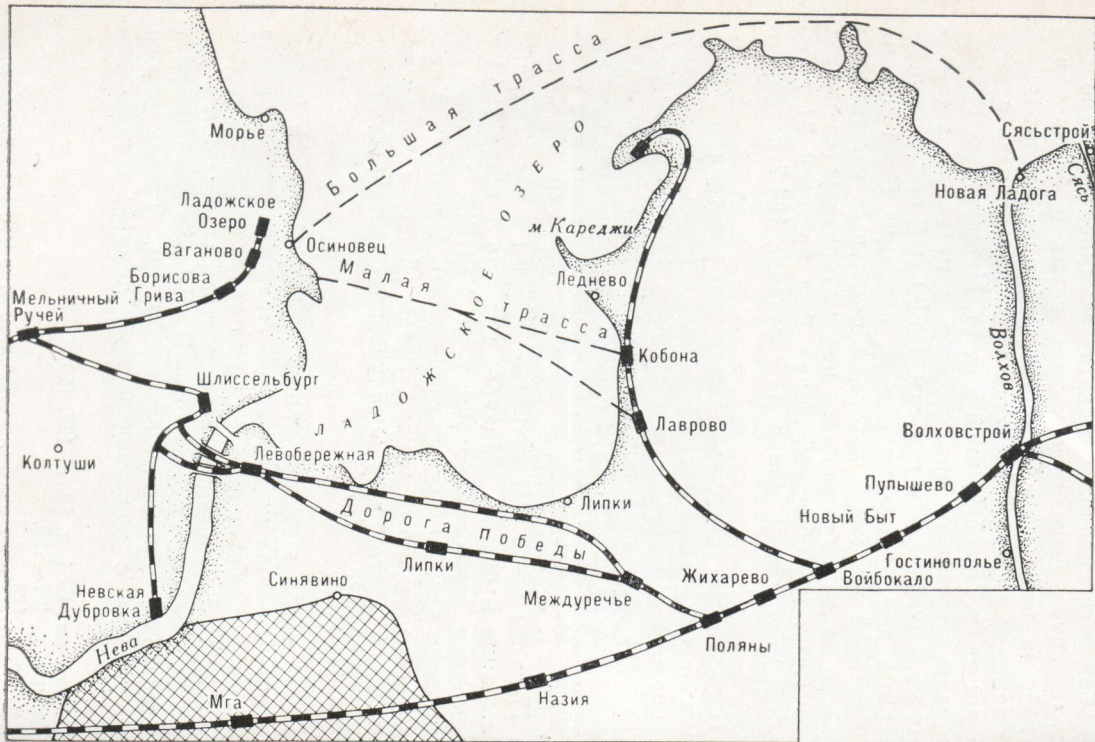 Большая трасса
Морье
Сясьстрой
Сясь
Новая Ладога
Ладожское
Озеро
Осиновец
м. Кареджи
Ваганово
Борисова
Грива
Малая трасса
Леднево
ЛАДОЖСКОЕ ОЗЕРО
Мельничный
Ручей
Волхов
Кобона
Шлиссельбург
Лаврово
Волховстрой
Колтуши
Левобережная
Пупышево
Липки
Новый Быт
Дорога Победы
Гостинополье
Липки
Войбокало
Жихарево
Синявино
Междуречье
Невская
Дубровка
Поляны
Нева
Назия
Мга